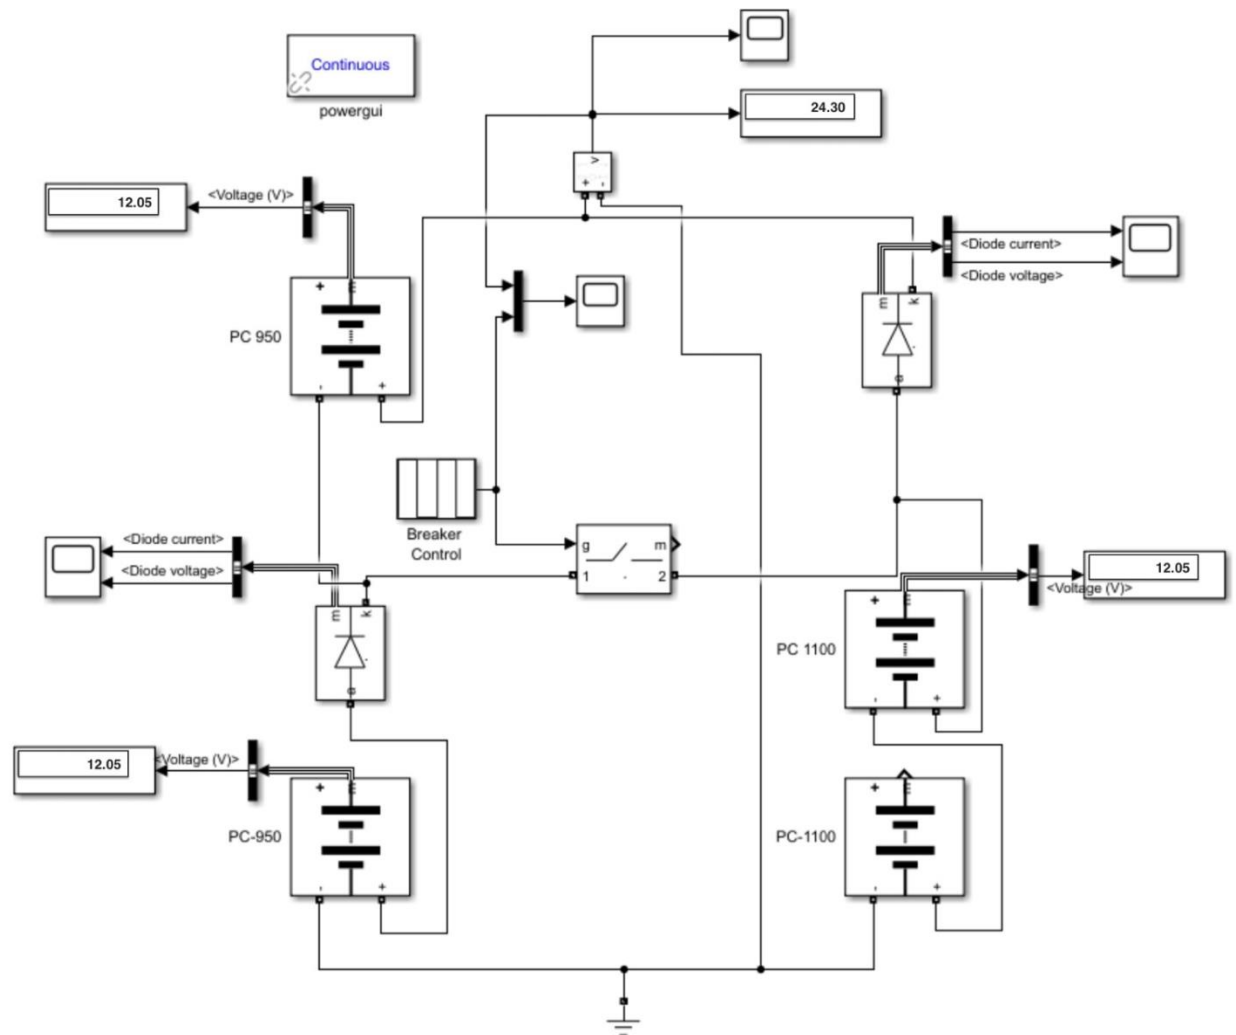 Continuous
powergui
24.30
v
+ -
12.05
<Voltage (V)>
<Diode current>
<Diode voltage>
+ m
PC 950
- +
m k
a
Breaker
Control
g m
1 2
<Diode current>
<Diode voltage>
m k
a
12.05
<Voltage (V)>
+ m
PC 1100
- +
12.05
<Voltage (V)>
+ m
PC-950
- +
+ m
PC-1100
- +